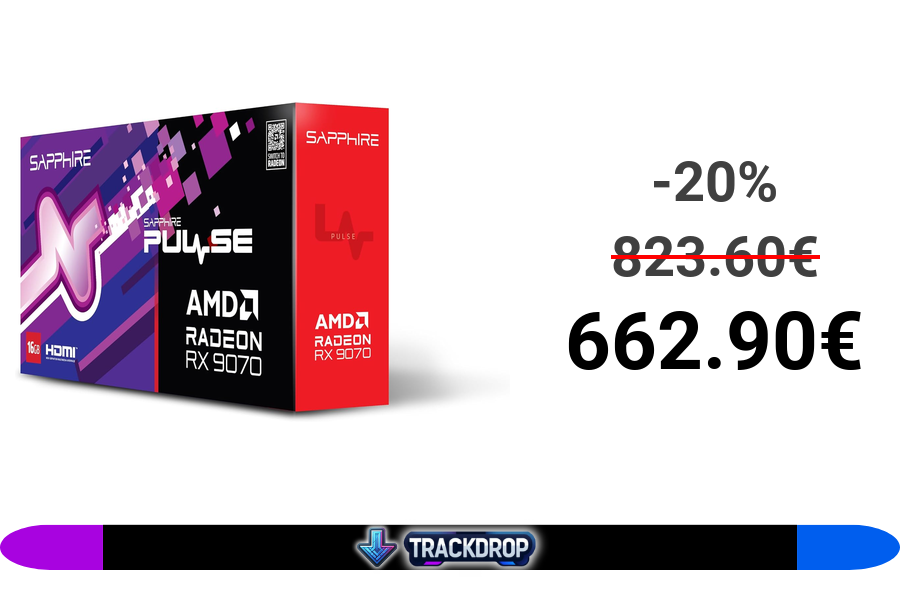 SAPPHIRE
SWITCH TO
RADEON
SAPPHIRE
PULSE
AMD
RADEON
RX 9070
16GB
HDMI
SAPPHIRE
PULSE
AMD
RADEON
RX 9070
-20%
823.60€
662.90€
TRACKDROP